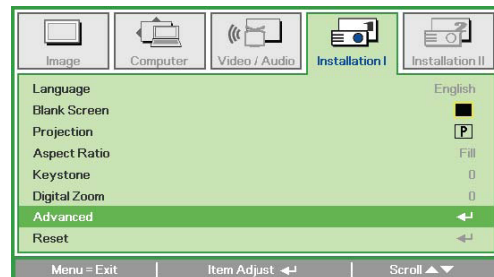 Image Computer Video / Audio Installation I Installation II
Language English
Blank Screen
Projection P
Aspect Ratio Fill
Keystone 0
Digital Zoom 0
Advanced
Reset
Menu = Exit Item Adjust Scroll